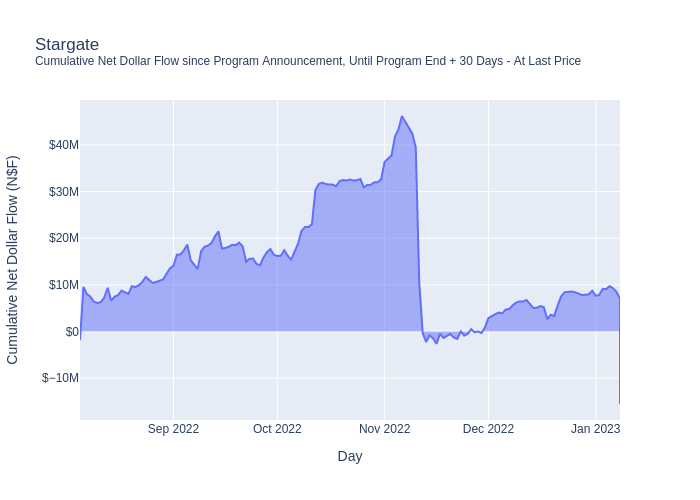 Stargate
Cumulative Net Dollar Flow since Program Announcement, Until Program End + 30 Days - At Last Price
Cumulative Net Dollar Flow (N$F)
$40M
$30M
$20M
$10M
$0
$−10M
Sep 2022
Oct 2022
Nov 2022
Dec 2022
Jan 2023
Day